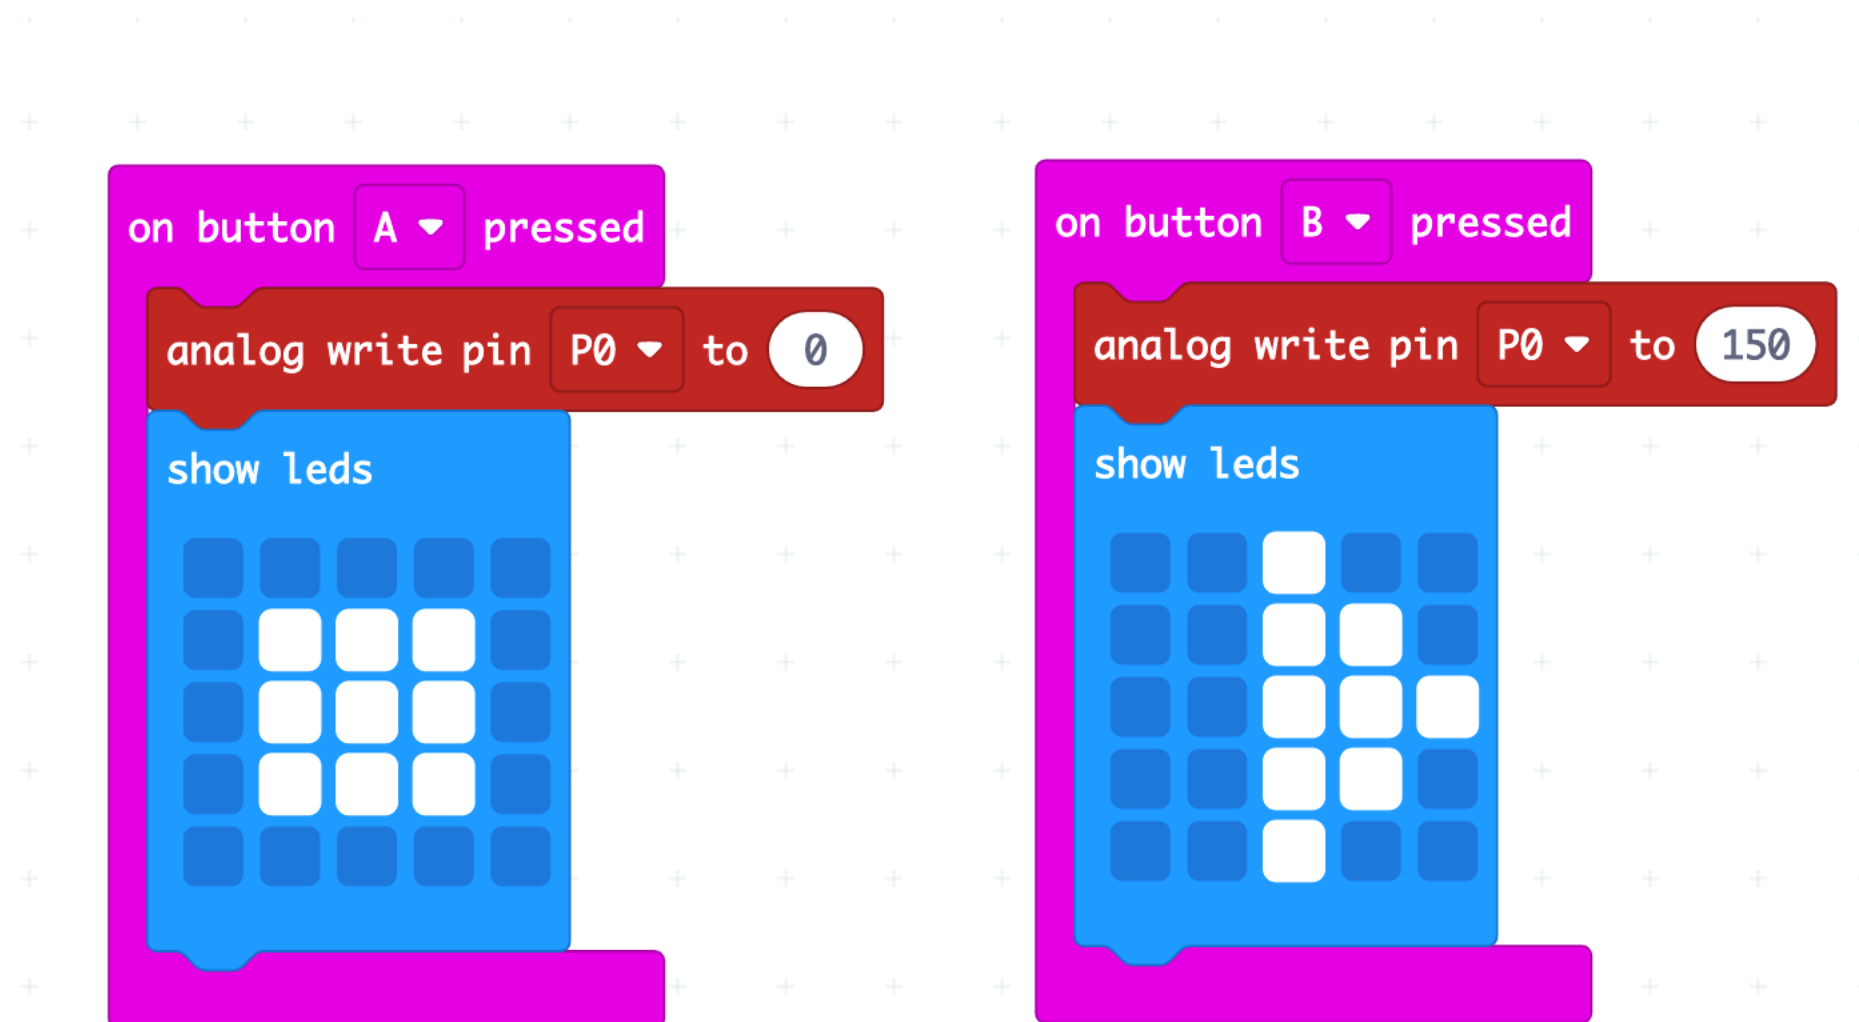 on button A pressed
analog write pin P0 to 0
show leds
on button B pressed
analog write pin P0 to 150
show leds